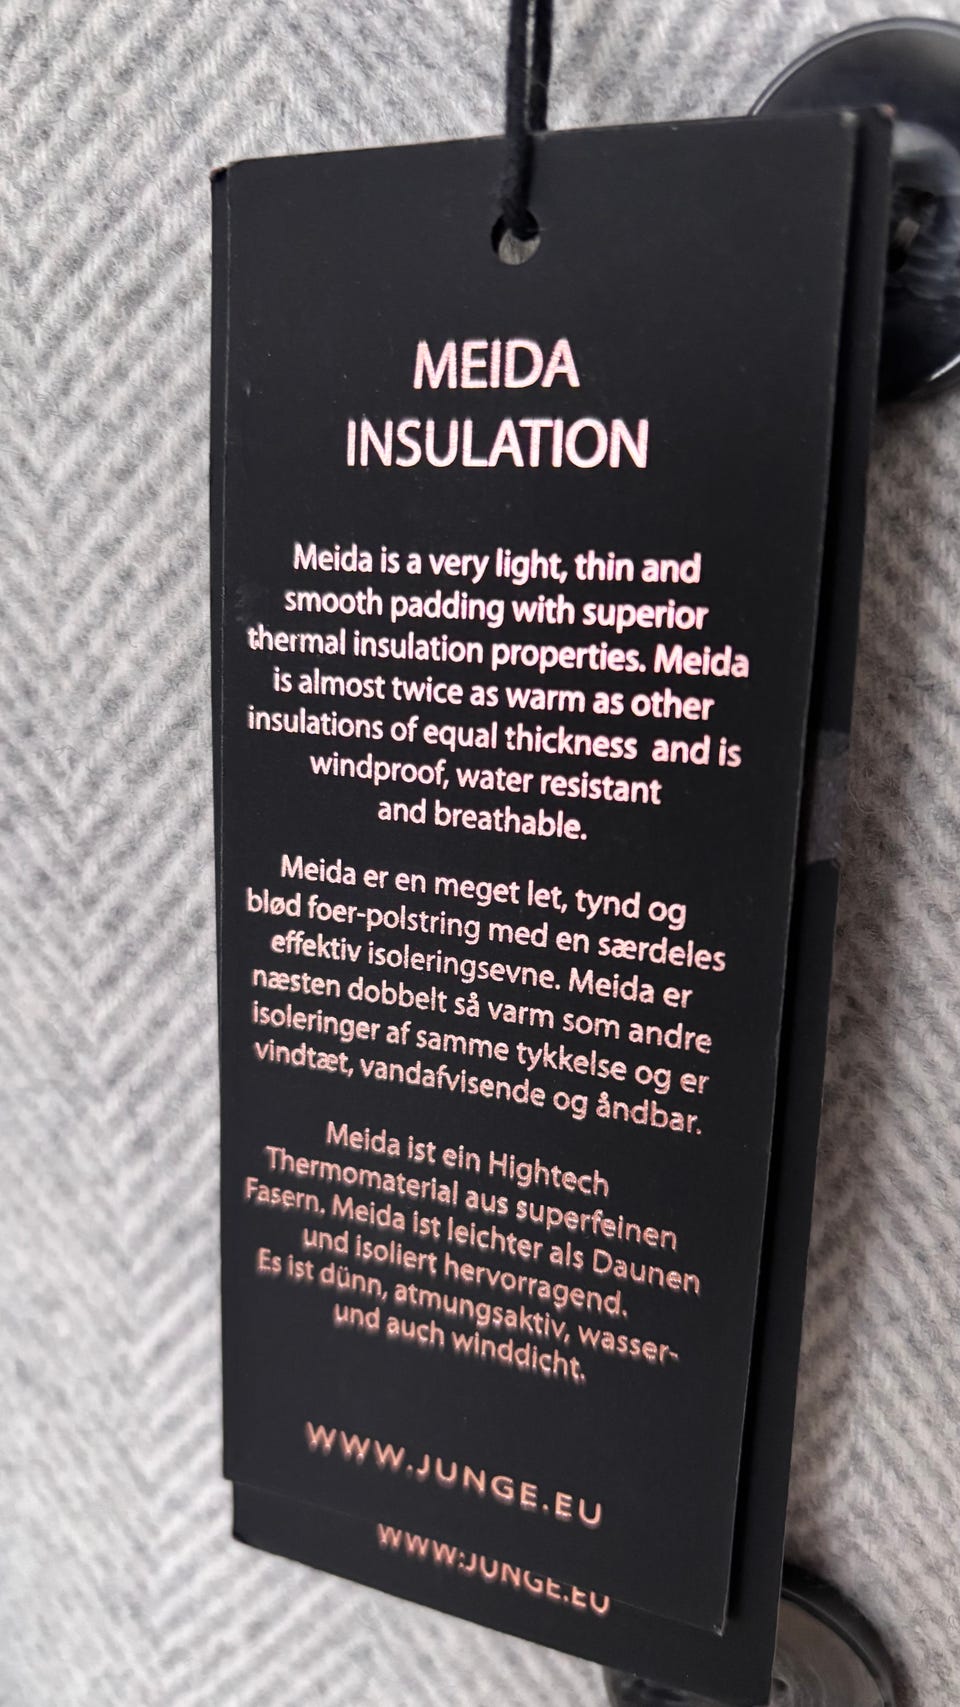 MEIDA
INSULATION
Meida is a very light, thin and
smooth padding with superior
thermal insulation properties. Meida
is almost twice as warm as other
insulations of equal thickness and is
windproof, water resistant
and breathable.
Meida er en meget let, tynd og
blød foer-polstring med en særdeles
effektiv isoleringsevne. Meida er
næsten dobbelt så varm som andre
isoleringer af samme tykkelse og er
vindtæt, vandafvisende og åndbar.
Meida ist ein Hightech
Thermomaterial aus superfeinen
Fasern. Meida ist leichter als Daunen
und isoliert hervorragend.
Es ist dünn, atmungsaktiv, wasser-
und auch winddicht.
WWW.JUNGE.EU
WWW.JUNGE.EU